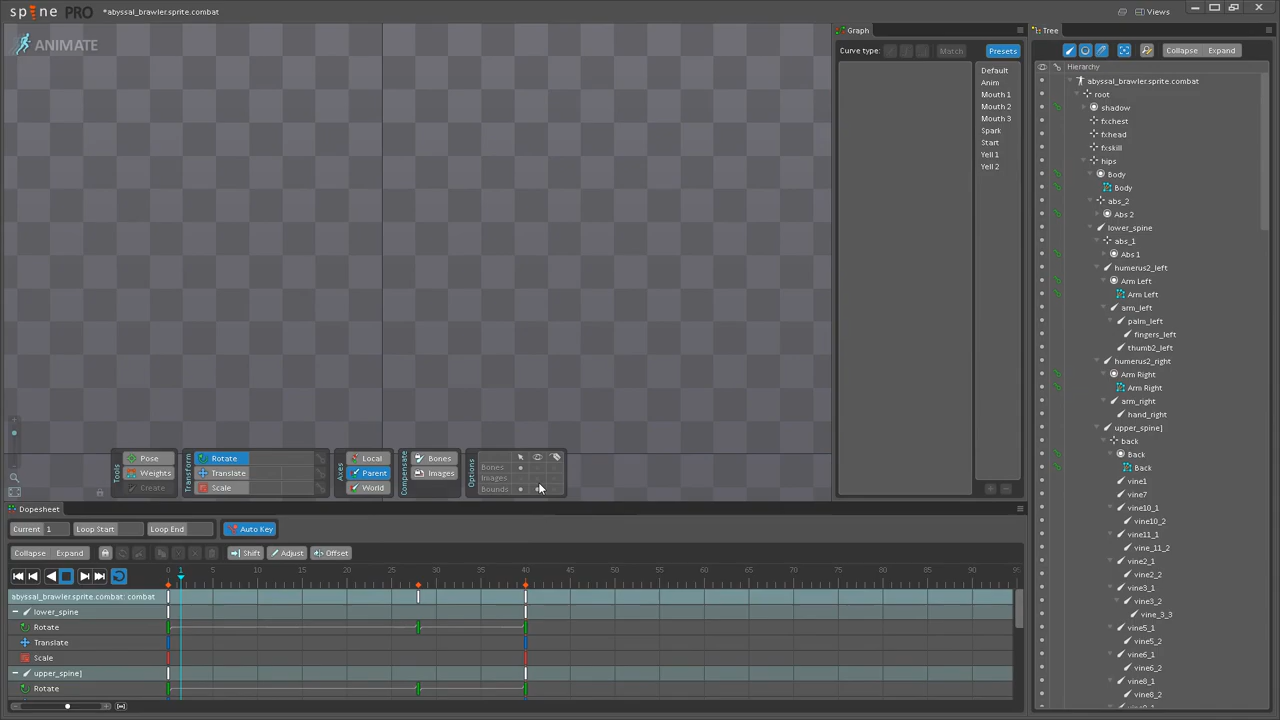 spine PRO
*abyssal_brawler.sprite.combat
Views
ANIMATE
Graph
Curve type:
Match
Presets
Default
Anim
Mouth 1
Mouth 2
Mouth 3
Spark
Start
Yell 1
Yell 2
Tree
Collapse
Expand
Hierarchy
abyssal_brawler.sprite.combat
root
shadow
fx:chest
fx:head
fx:skill
hips
Body
Body
abs_2
Abs 2
lower_spine
abs_1
Abs 1
humerus2_left
Arm Left
Arm Left
arm_left
palm_left
fingers_left
thumb2_left
humerus2_right
Arm Right
Arm Right
arm_right
hand_right
upper_spine]
back
Back
Back
vine1
vine7
vine10_1
vine10_2
vine11_1
vine_11_2
vine2_1
vine2_2
vine3_1
vine3_2
vine_3_3
vine5_1
vine5_2
vine6_1
vine6_2
vine8_1
vine8_2
Tools
Pose
Weights
Create
Transform
Rotate
Translate
Scale
Axes
Local
Parent
World
Compensate
Bones
Images
Options
Bones
Images
Bounds
Dopesheet
Current 1
Loop Start
Loop End
Auto Key
Collapse Expand
Shift
Adjust
Offset
0 1 5 10 15 20 25 30 35 40 45 50 55 60 65 70 75 80 85 90 95
abyssal_brawler.sprite.combat: combat
lower_spine
Rotate
Translate
Scale
upper_spine]
Rotate